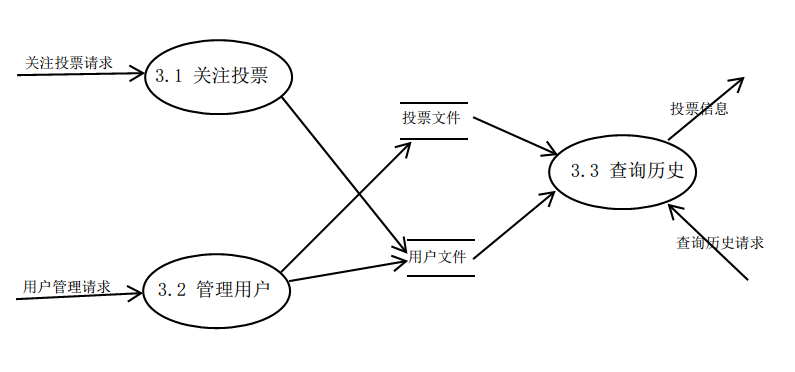 关注投票请求
3.1 关注投票
投票文件
投票信息
3.3 查询历史
查询历史请求
用户文件
用户管理请求
3.2 管理用户